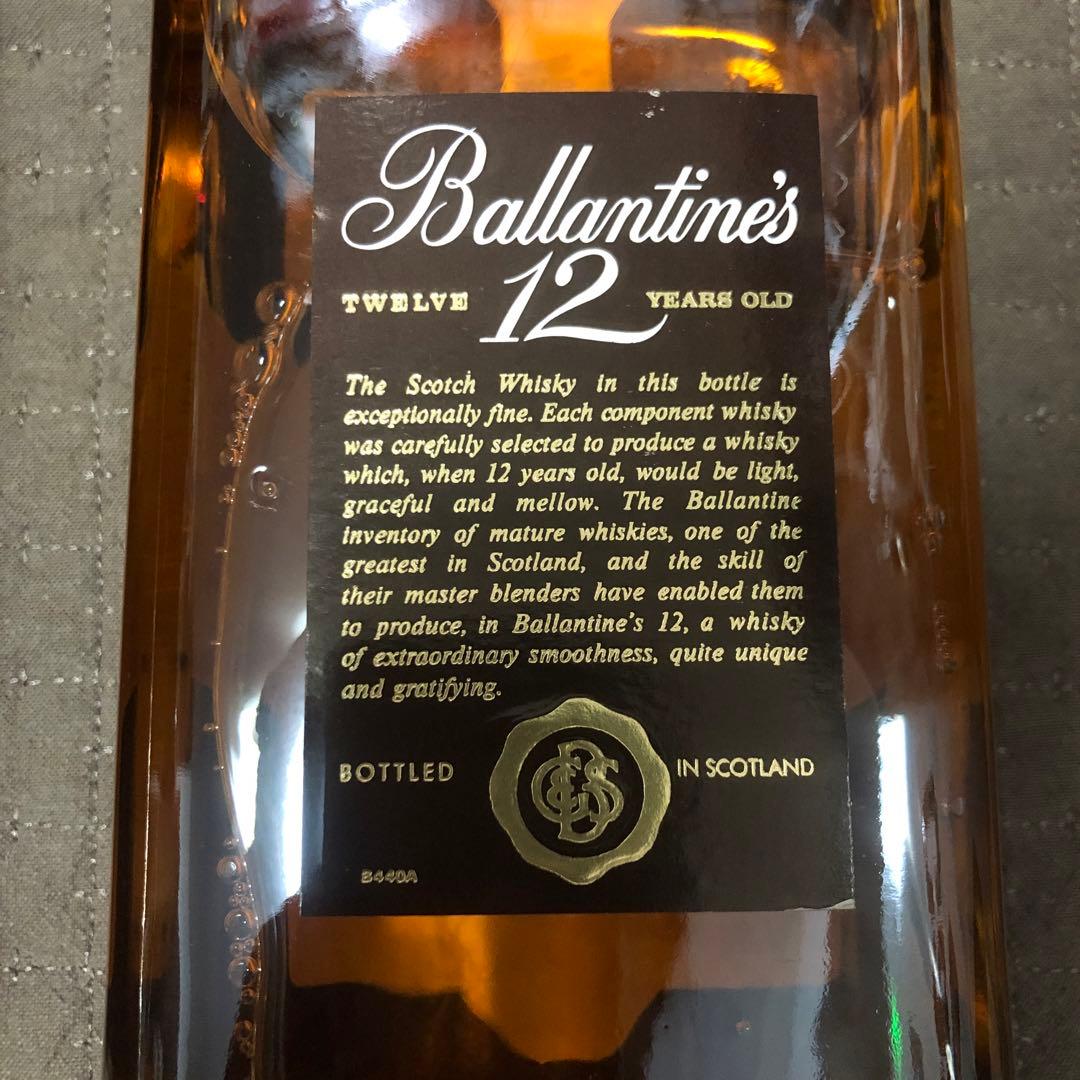 Ballantine's
TWELVE 12 YEARS OLD
The Scotch Whisky in this bottle is
exceptionally fine. Each component whisky
was carefully selected to produce a whisky
which, when 12 years old, would be light,
graceful and mellow. The Ballantine
inventory of mature whiskies, one of the
greatest in Scotland, and the skill of
their master blenders have enabled them
to produce, in Ballantine's 12, a whisky
of extraordinary smoothness, quite unique
and gratifying.
BOTTLED IN SCOTLAND
B440A